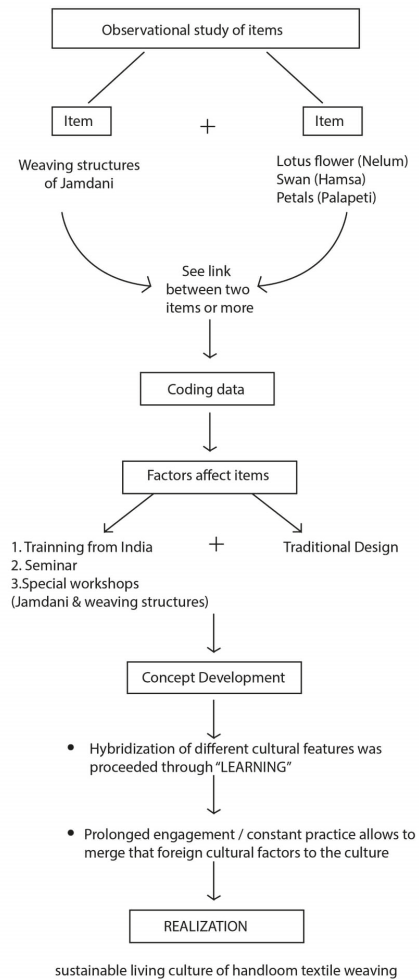 Observational study of items
Item
+
Item
Weaving structures
of Jamdani
Lotus flower (Nelum)
Swan (Hamsa)
Petals (Palapeti)
See link
between two
items or more
Coding data
Factors affect items
1. Trainning from India
2. Seminar
3.Special workshops
(Jamdani & weaving structures)
+
Traditional Design
Concept Development
• Hybridization of different cultural features was
proceeded through “LEARNING”
• Prolonged engagement / constant practice allows to
merge that foreign cultural factors to the culture
REALIZATION
sustainable living culture of handloom textile weaving